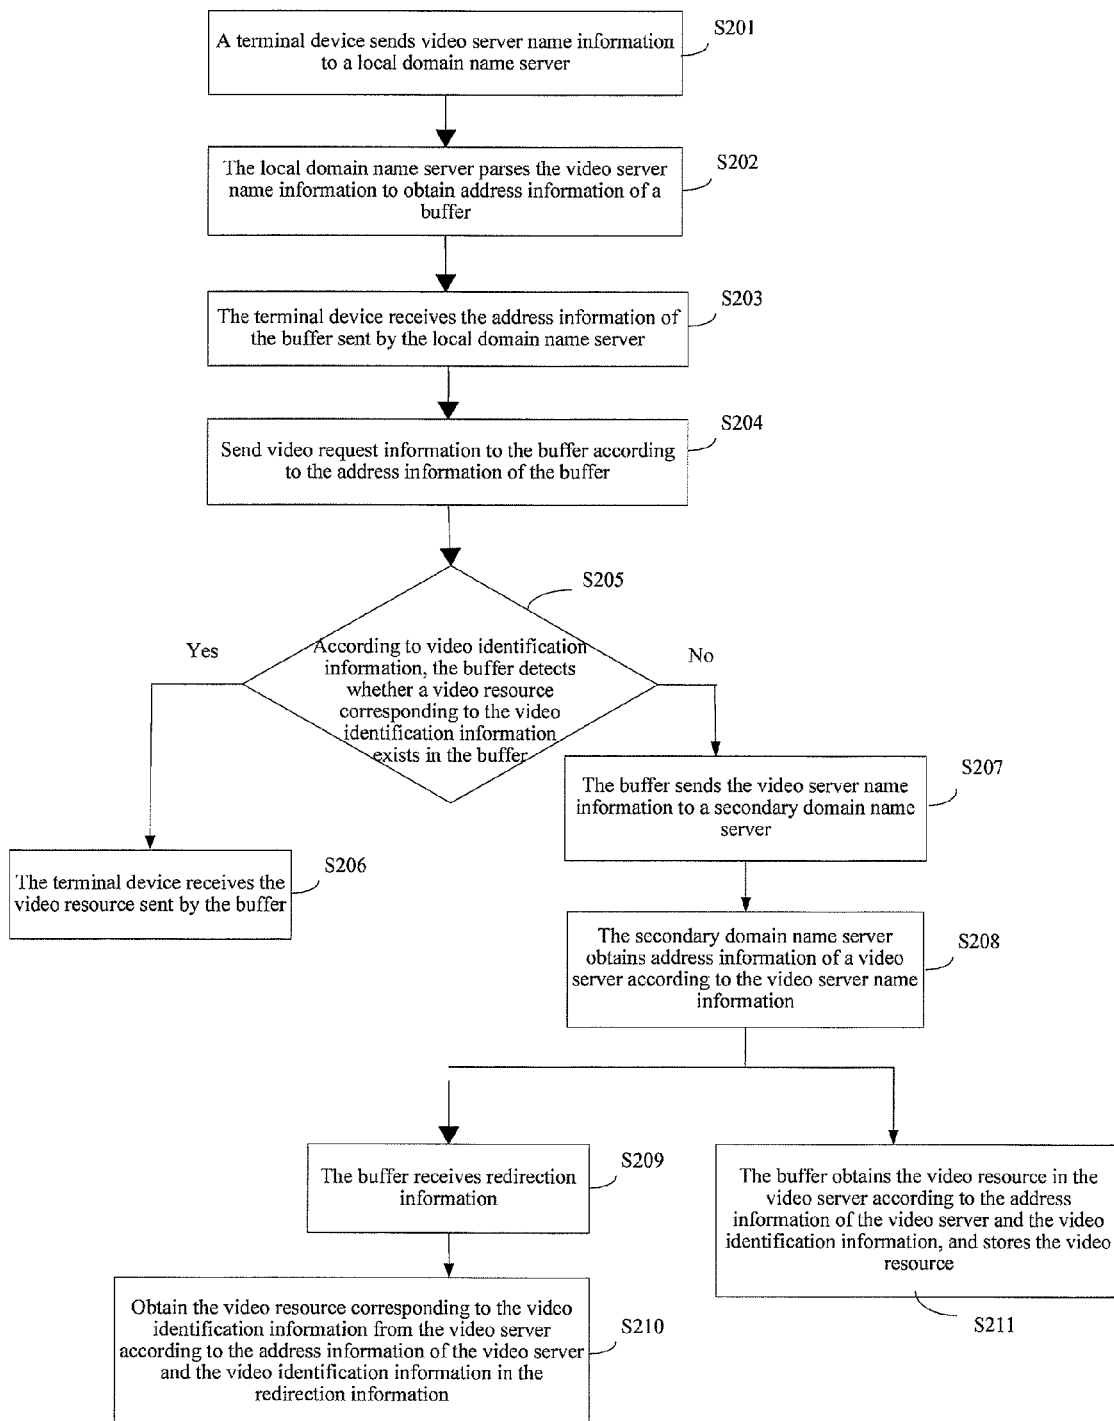 A terminal device sends video server name information
to a local domain name server
S201
The local domain name server parses the video server
name information to obtain address information of a
buffer
S202
The terminal device receives the address information of
the buffer sent by the local domain name server
S203
Send video request information to the buffer according
to the address information of the buffer
S204
S205
According to video identification
information, the buffer detects
whether a video resource
corresponding to the video
identification information
exists in the buffer
Yes
No
The buffer sends the video server name
information to a secondary domain name
server
S207
The terminal device receives the
video resource sent by the buffer
S206
The secondary domain name server
obtains address information of a video
server according to the video server name
information
S208
The buffer receives redirection
information
S209
The buffer obtains the video resource in the
video server according to the address
information of the video server and the video
identification information, and stores the video
resource
S211
Obtain the video resource corresponding to the video
identification information from the video server
according to the address information of the video server
and the video identification information in the
redirection information
S210